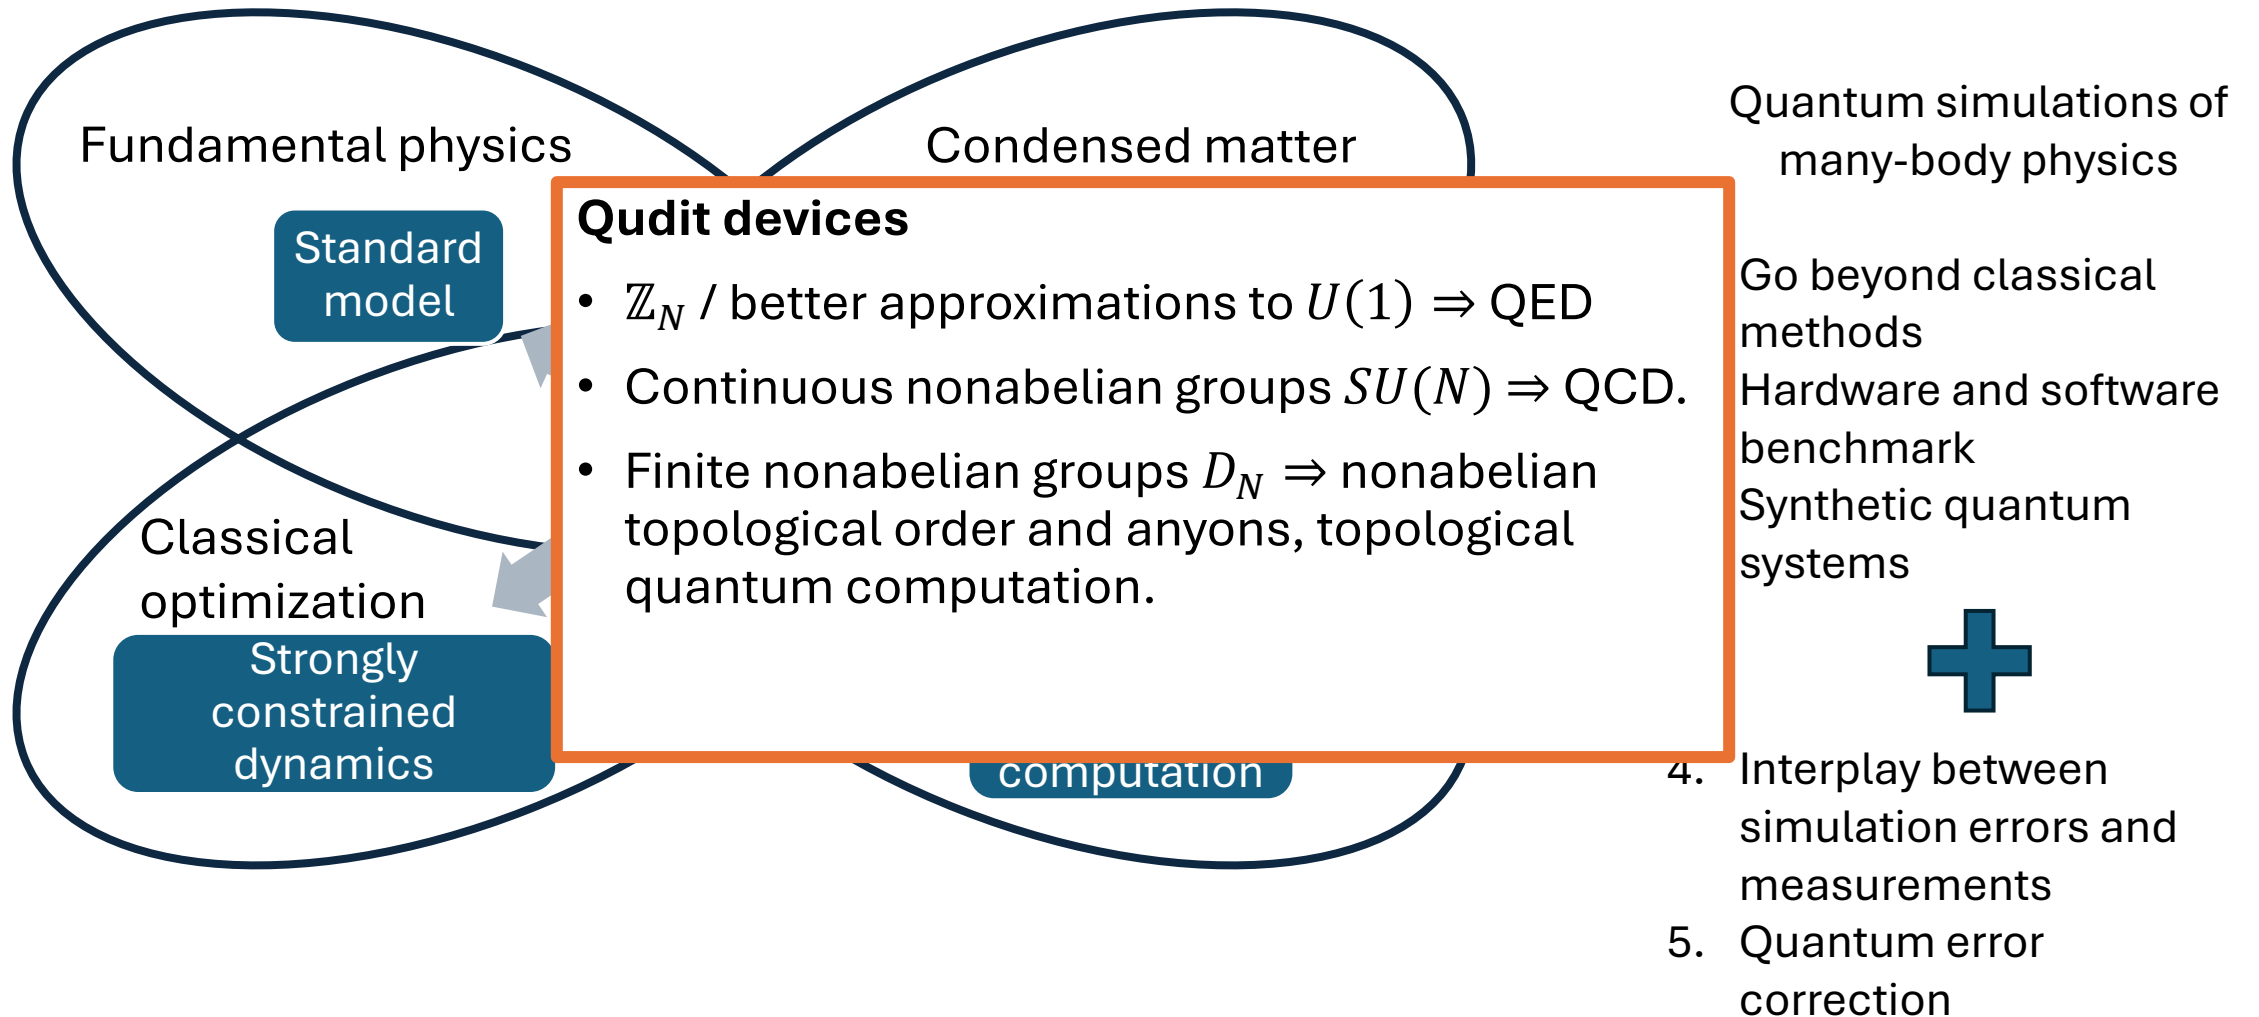 Fundamental physics
Condensed matter
Standard
model
Qudit devices
• ℤ_N / better approximations to U(1) ⇒ QED
• Continuous nonabelian groups SU(N) ⇒ QCD.
• Finite nonabelian groups D_N ⇒ nonabelian
topological order and anyons, topological
quantum computation.
Classical
optimization
Strongly
constrained
dynamics
computation
Quantum simulations of
many-body physics
Go beyond classical
methods
Hardware and software
benchmark
Synthetic quantum
systems
4. Interplay between
simulation errors and
measurements
5. Quantum error
correction